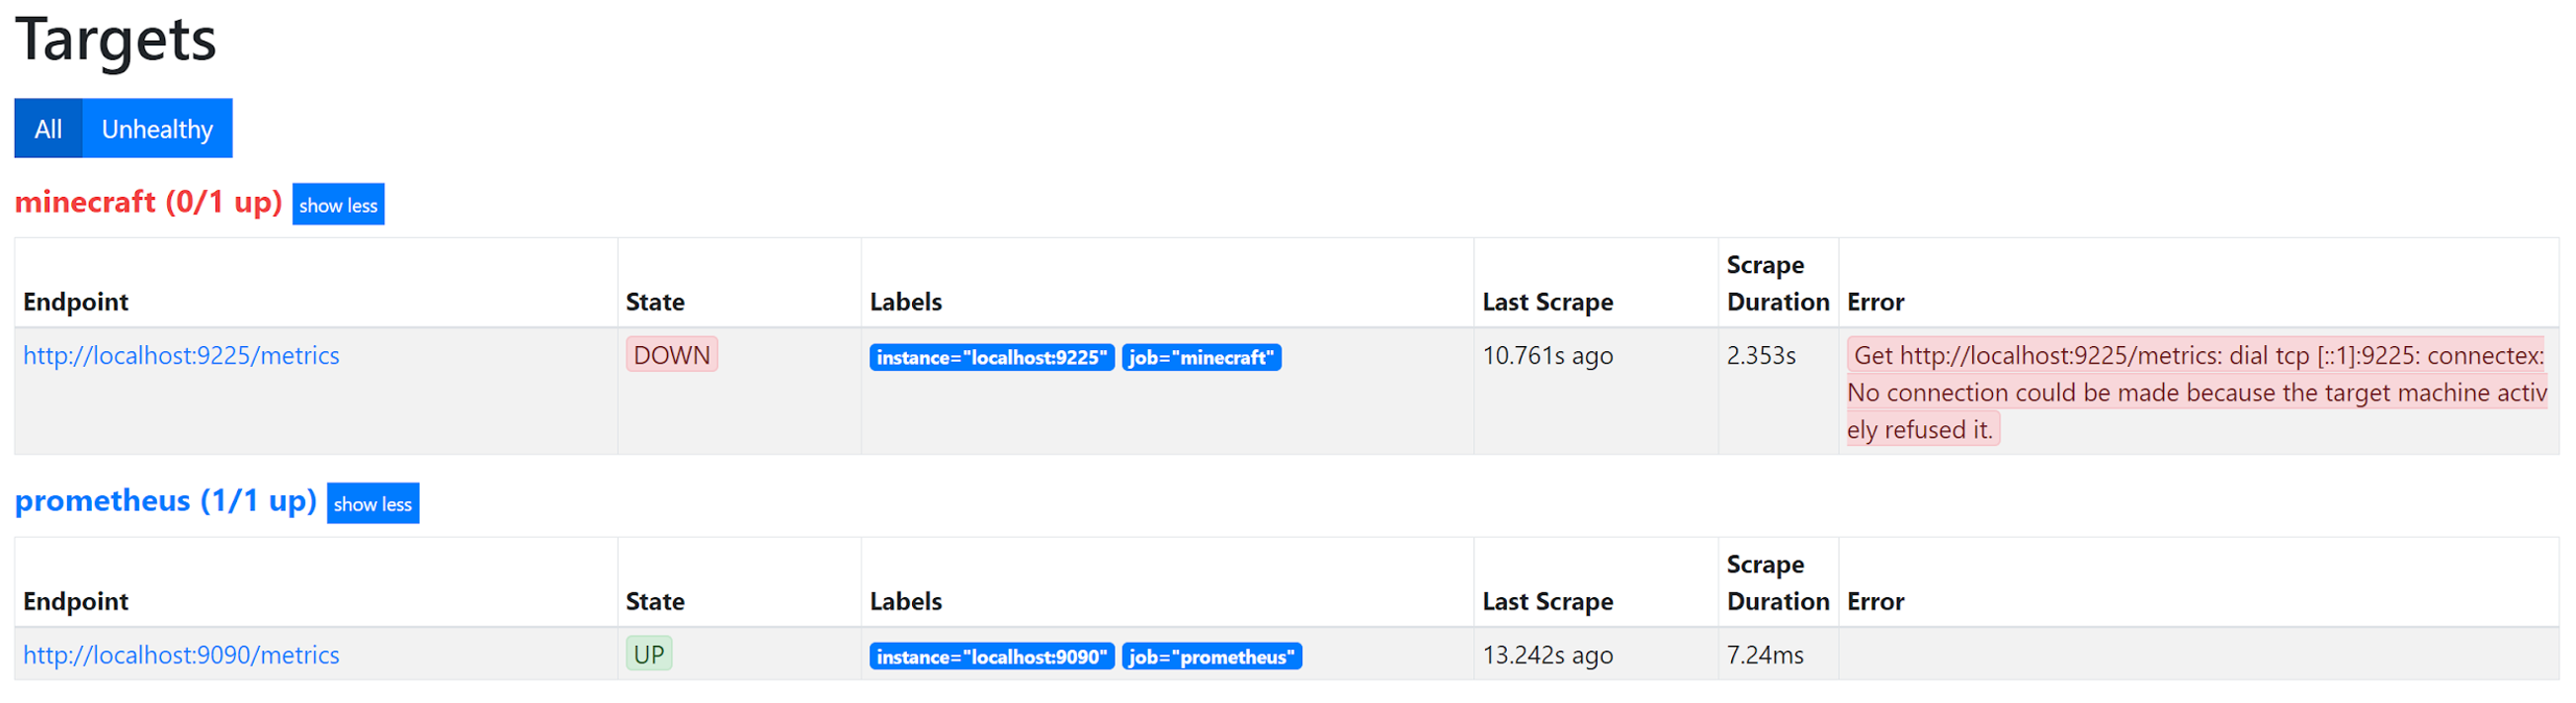 Targets
All Unhealthy
minecraft (0/1 up) show less
Endpoint State Labels Last Scrape Scrape Duration Error
http://localhost:9225/metrics DOWN instance="localhost:9225" job="minecraft" 10.761s ago 2.353s Get http://localhost:9225/metrics: dial tcp [::1]:9225: connectex:
No connection could be made because the target machine activ
ely refused it.
prometheus (1/1 up) show less
Endpoint State Labels Last Scrape Scrape Duration Error
http://localhost:9090/metrics UP instance="localhost:9090" job="prometheus" 13.242s ago 7.24ms